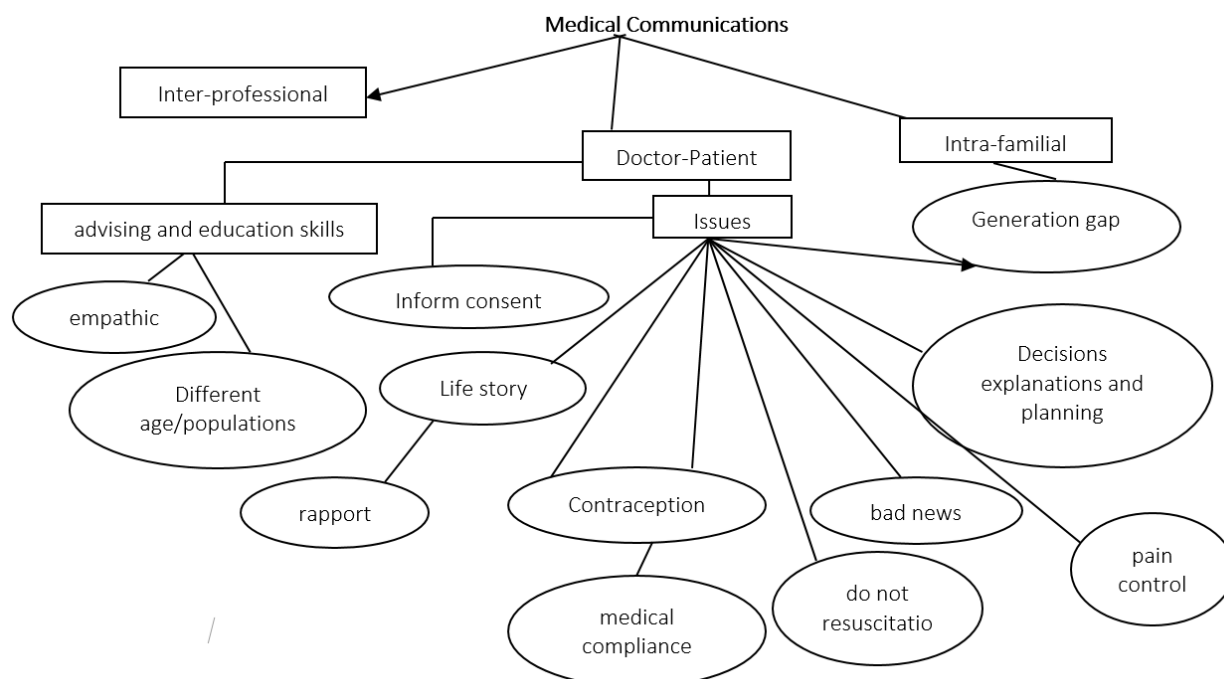 Medical Communications
Inter-professional
Doctor-Patient
Intra-familial
advising and education skills
Issues
Generation gap
empathic
Inform consent
Different
age/populations
Life story
Decisions
explanations and
planning
rapport
Contraception
bad news
pain
control
medical
compliance
do not
resuscitatio